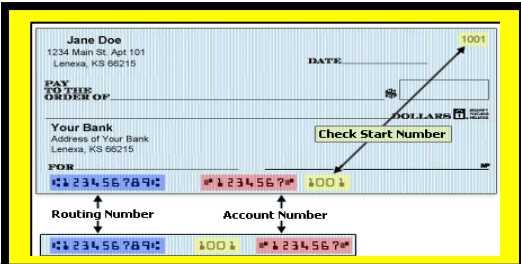 Jane Doe
1001
1234 Main St. Apt 101
Lenexa, KS 66215
DATE
PAY
TO THE
ORDER OF
$
DOLLARS
Your Bank
Address of Your Bank
Lenexa, KS 66215
Check Start Number
FOR
MP
⑆123456789⑆ ⑈1234567⑈ 1001
Routing Number Account Number
⑆123456789⑆ 1001 ⑈1234567⑈